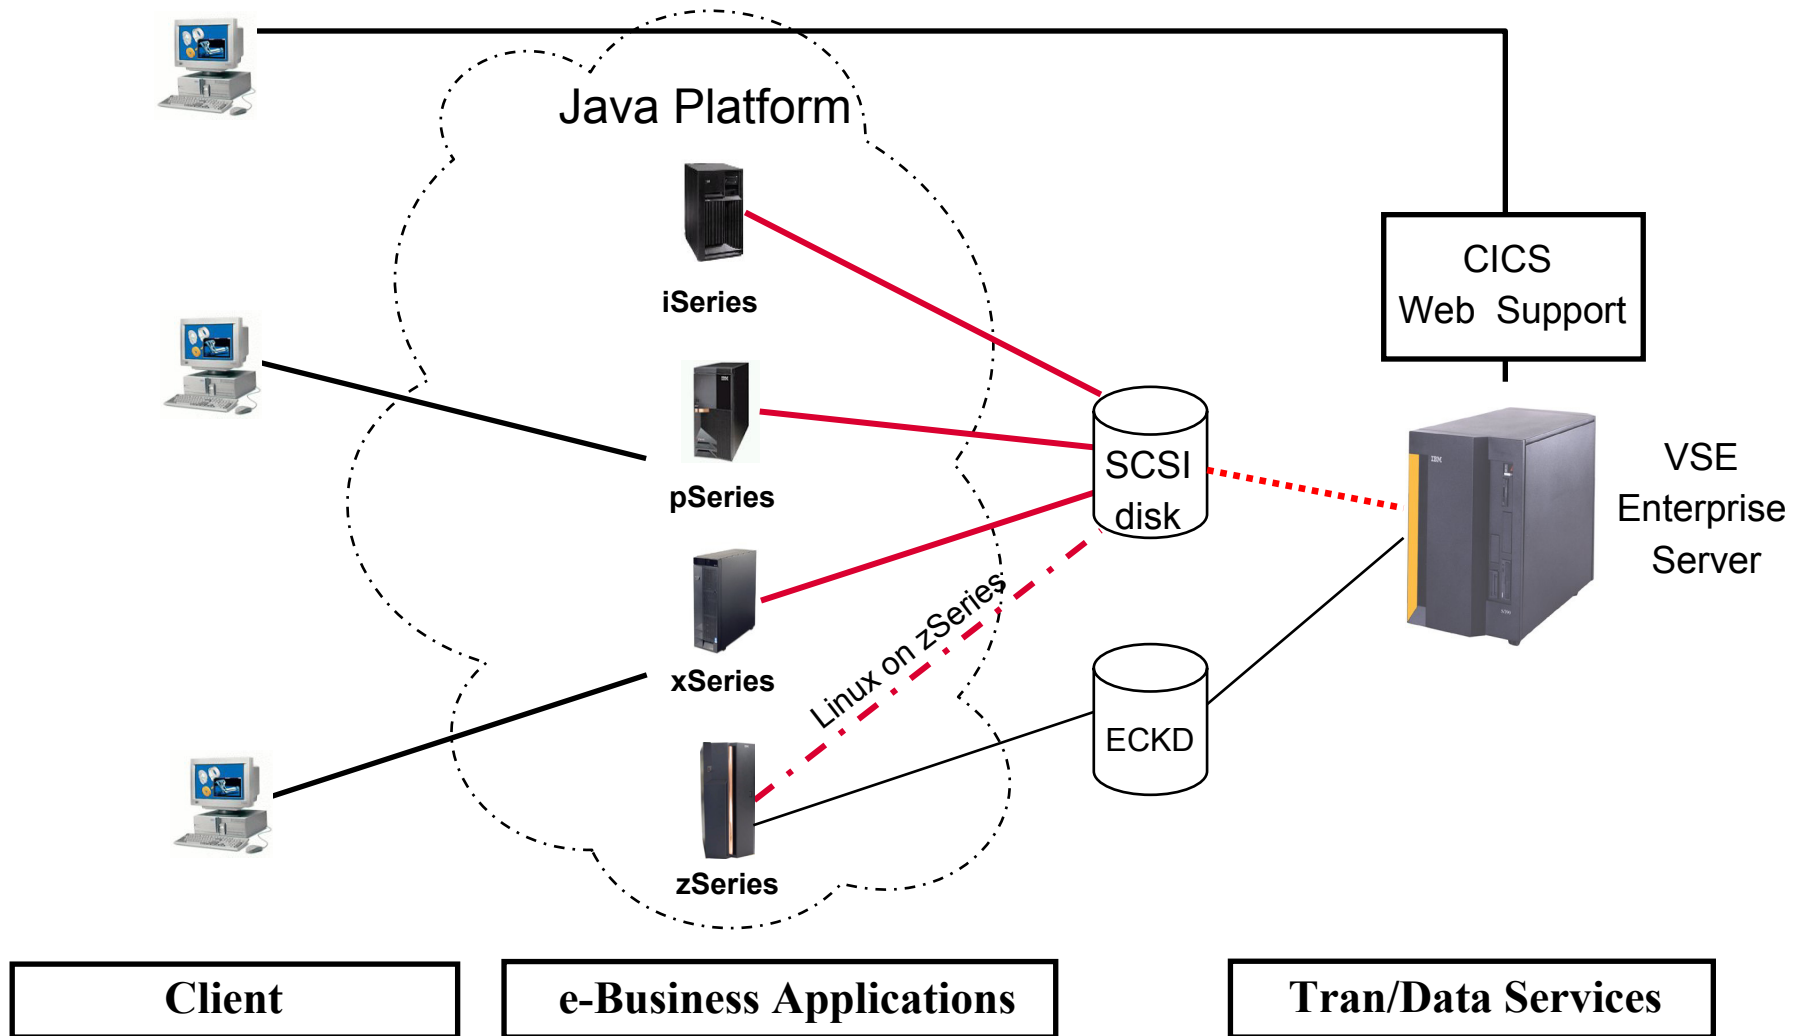 Java Platform
iSeries
CICS
Web Support
pSeries
SCSI
disk
VSE
Enterprise
Server
IBM
Linux on zSeries
xSeries
ECKD
zSeries
Client
e-Business Applications
Tran/Data Services